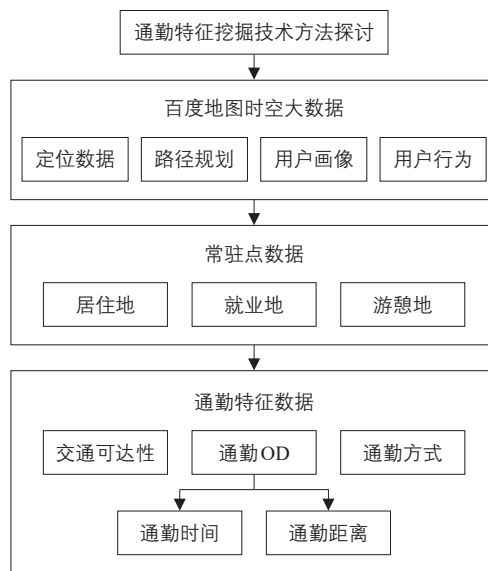 通勤特征挖掘技术方法探讨
百度地图时空大数据
定位数据 路径规划 用户画像 用户行为
常驻点数据
居住地 就业地 游憩地
通勤特征数据
交通可达性 通勤OD 通勤方式
通勤时间 通勤距离